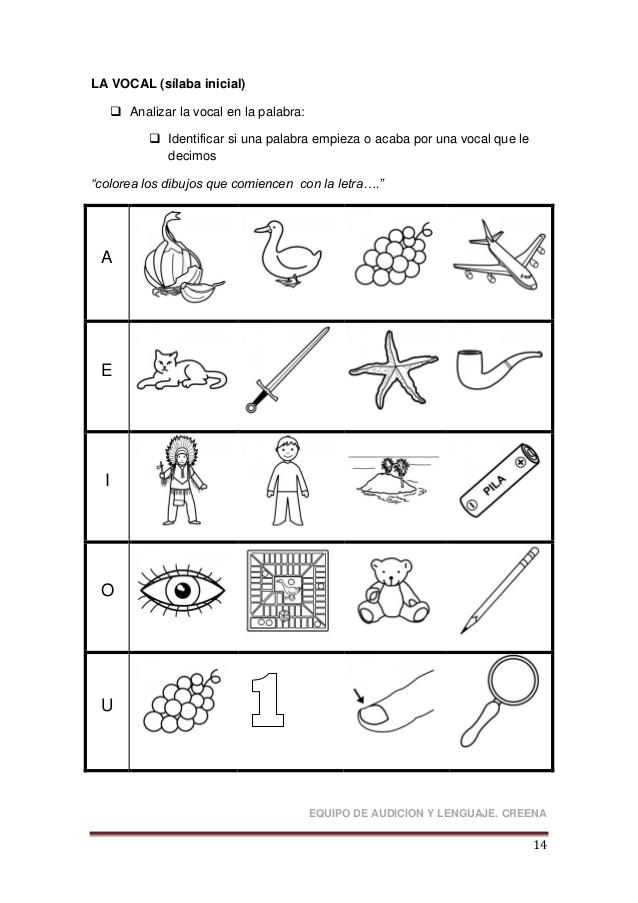 LA VOCAL (sílaba inicial)
❑ Analizar la vocal en la palabra:
❑ Identificar si una palabra empieza o acaba por una vocal que le
decimos
“colorea los dibujos que comiencen  con la letra….”
A
E
I
PILA
O
U
1
EQUIPO DE AUDICION Y LENGUAJE. CREENA
14